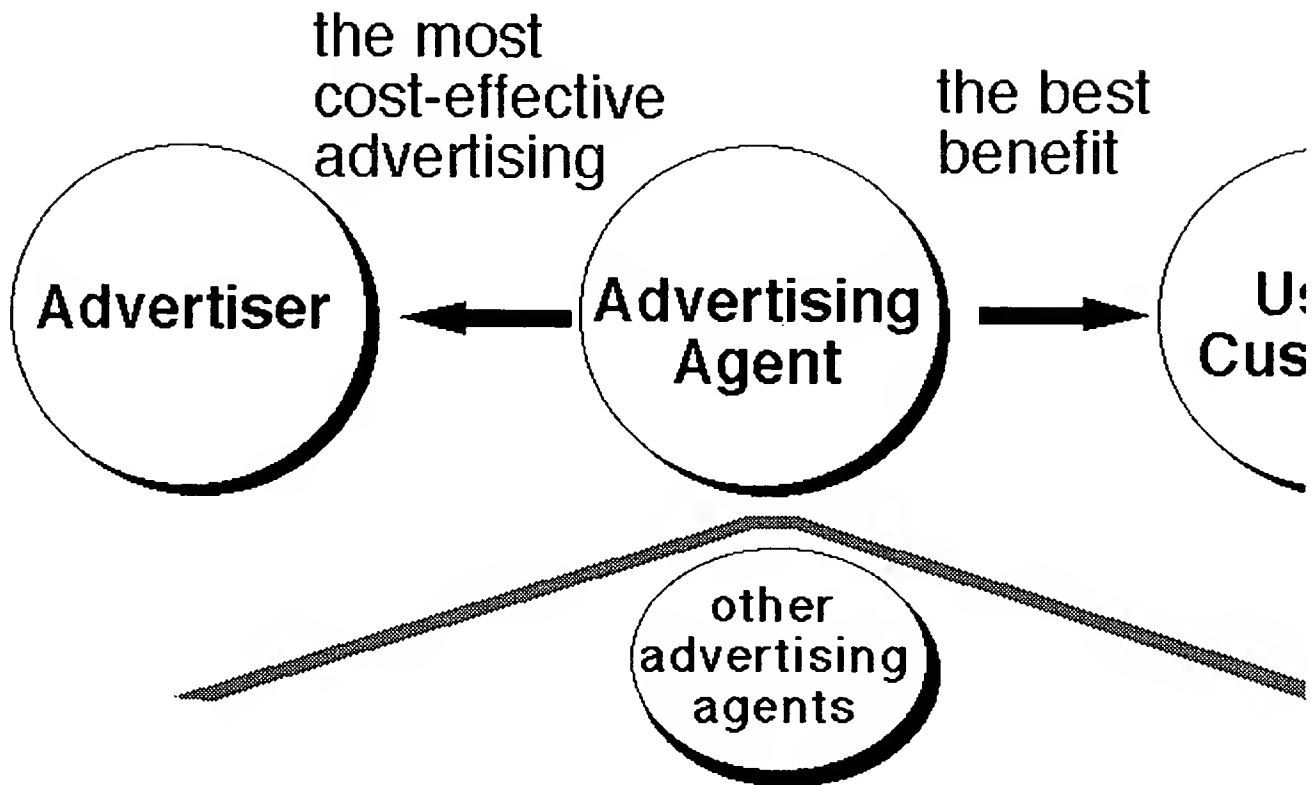 the most
cost-effective
advertising
the best
benefit
Advertiser
Advertising
Agent
other
advertising
agents